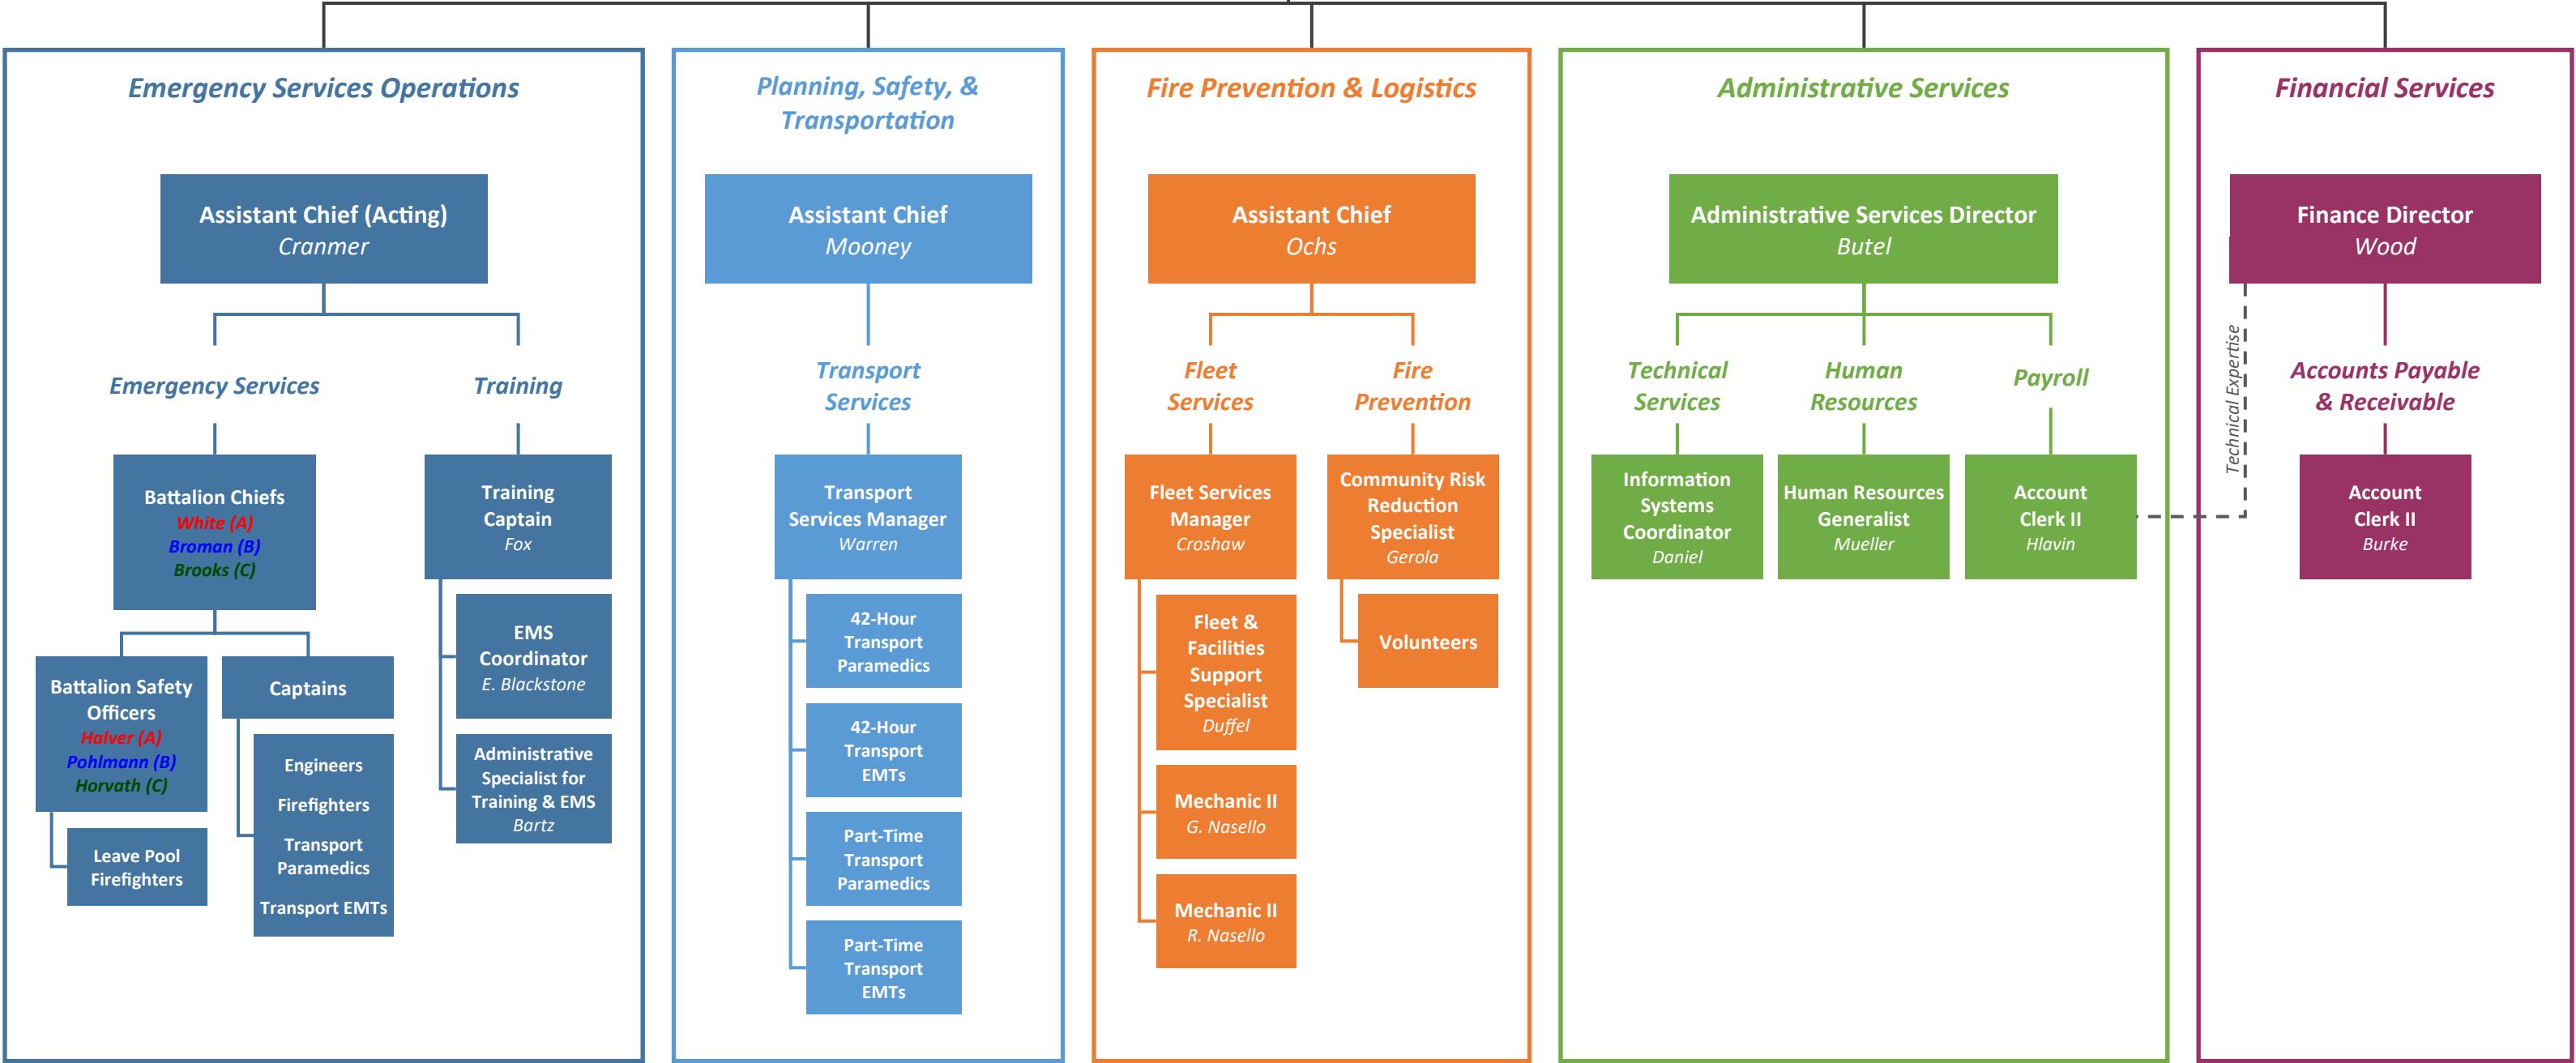 Emergency Services Operations
Assistant Chief (Acting)
Cranmer
Emergency Services
Training
Battalion Chiefs
White (A)
Broman (B)
Brooks (C)
Training
Captain
Fox
Battalion Safety
Officers
Halver (A)
Pohlmann (B)
Horvath (C)
Captains
EMS
Coordinator
E. Blackstone
Leave Pool
Firefighters
Engineers
Firefighters
Transport
Paramedics
Transport EMTs
Administrative
Specialist for
Training & EMS
Bartz
Planning, Safety, &
Transportation
Assistant Chief
Mooney
Transport
Services
Transport
Services Manager
Warren
42-Hour
Transport
Paramedics
42-Hour
Transport
EMTs
Part-Time
Transport
Paramedics
Part-Time
Transport
EMTs
Fire Prevention & Logistics
Assistant Chief
Ochs
Fleet
Services
Fleet Services
Manager
Croshaw
Fleet &
Facilities
Support
Specialist
Duffel
Mechanic II
G. Nasello
Mechanic II
R. Nasello
Fire
Prevention
Community Risk
Reduction
Specialist
Gerola
Volunteers
Administrative Services
Administrative Services Director
Butel
Technical
Services
Information
Systems
Coordinator
Daniel
Human
Resources
Human Resources
Generalist
Mueller
Payroll
Account
Clerk II
Hlavin
Financial Services
Finance Director
Wood
Technical Expertise
Accounts Payable
& Receivable
Account
Clerk II
Burke